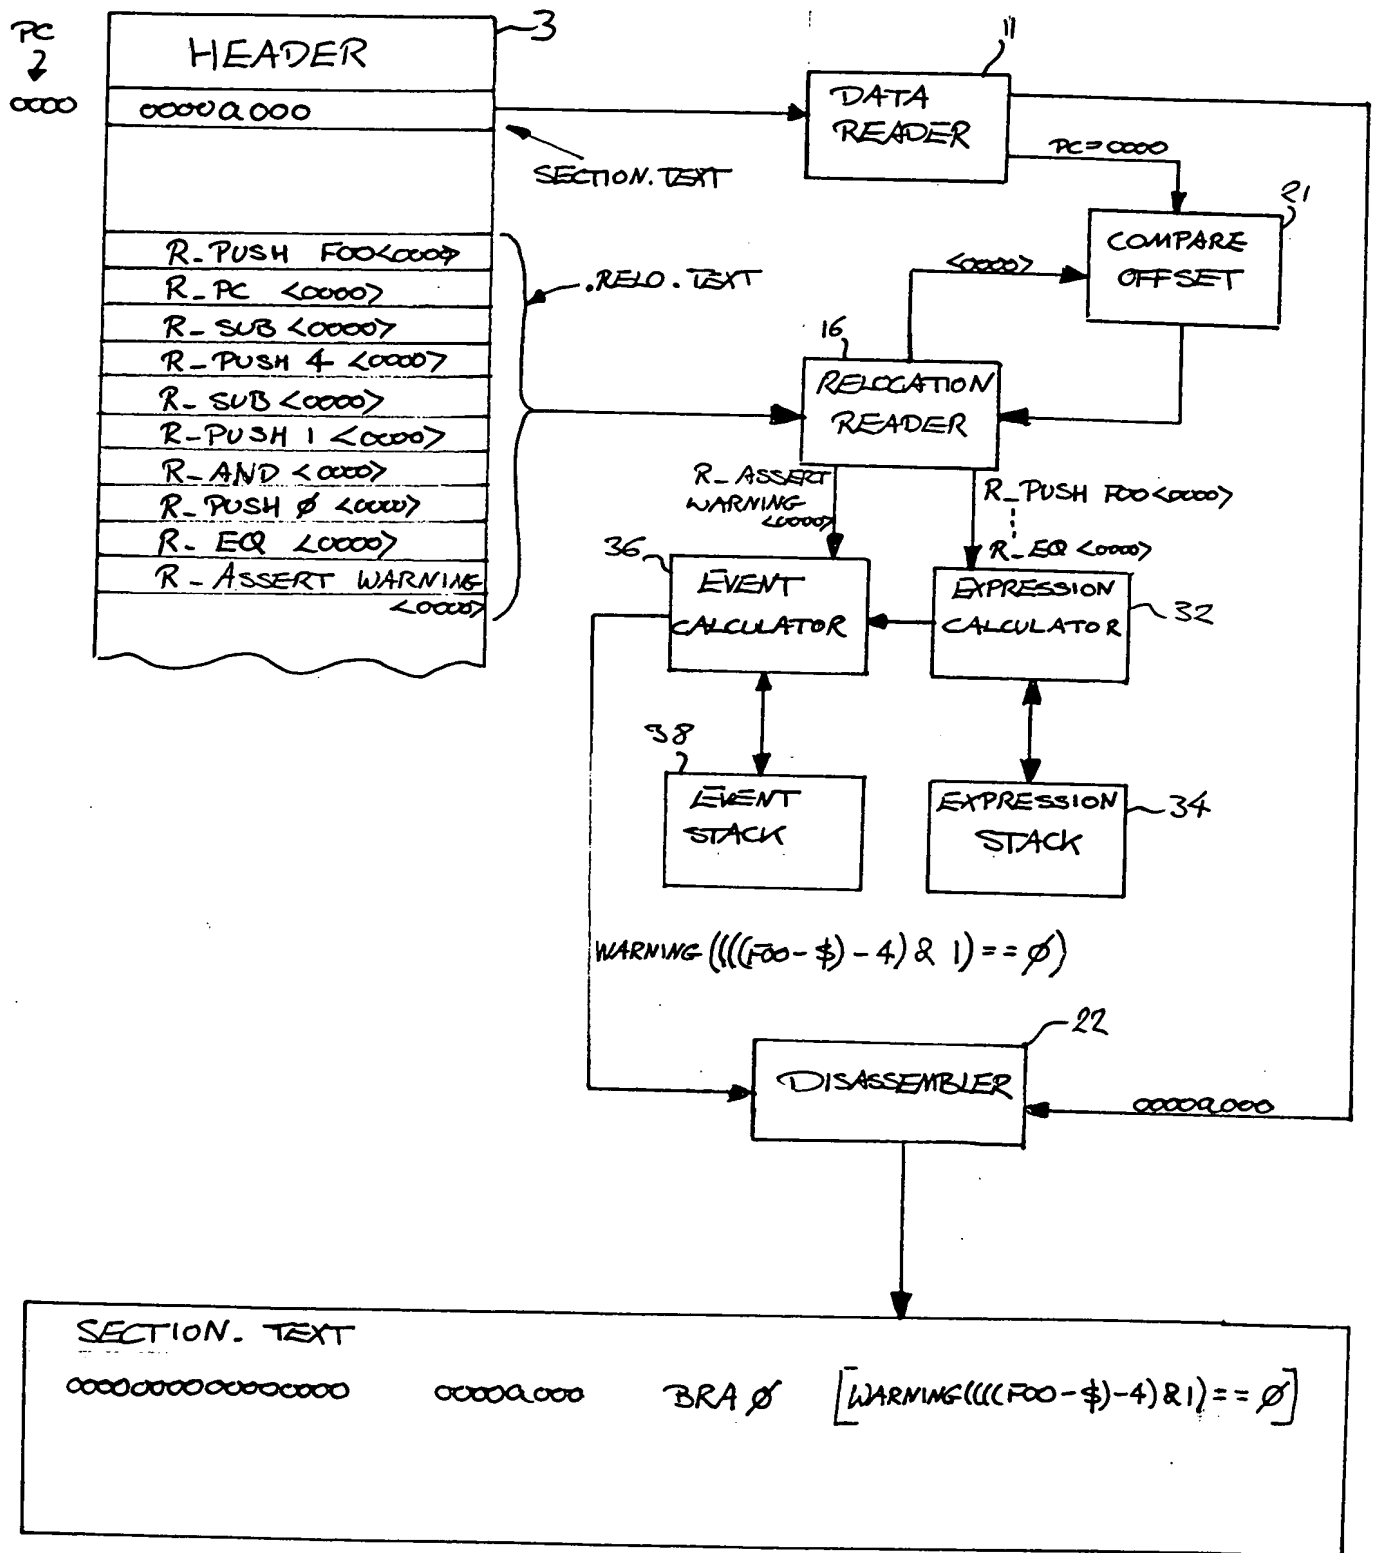 PC
0000
HEADER
3
0000a000
SECTION.TEXT
R_PUSH FOO<0000>
R_PC <0000>
R_SUB <0000>
R_PUSH 4 <0000>
R_SUB <0000>
R_PUSH 1 <0000>
R_AND <0000>
R_PUSH Ø <0000>
R_EQ <0000>
R_ASSERT WARNING
<0000>
.RELO.TEXT
11
DATA
READER
PC=0000
21
COMPARE
OFFSET
<0000>
16
RELOCATION
READER
R_ASSERT
WARNING
<0000>
R_PUSH FOO<0000>
R_EQ <0000>
36
EVENT
CALCULATOR
EXPRESSION
CALCULATOR
32
38
EVENT
STACK
EXPRESSION
STACK
34
WARNING((((FOO-$)-4)& 1)==Ø)
22
DISASSEMBLER
0000a000
SECTION. TEXT
0000000000000000 0000a000 BRA Ø [WARNING((((FOO-$)-4)&1)==Ø]